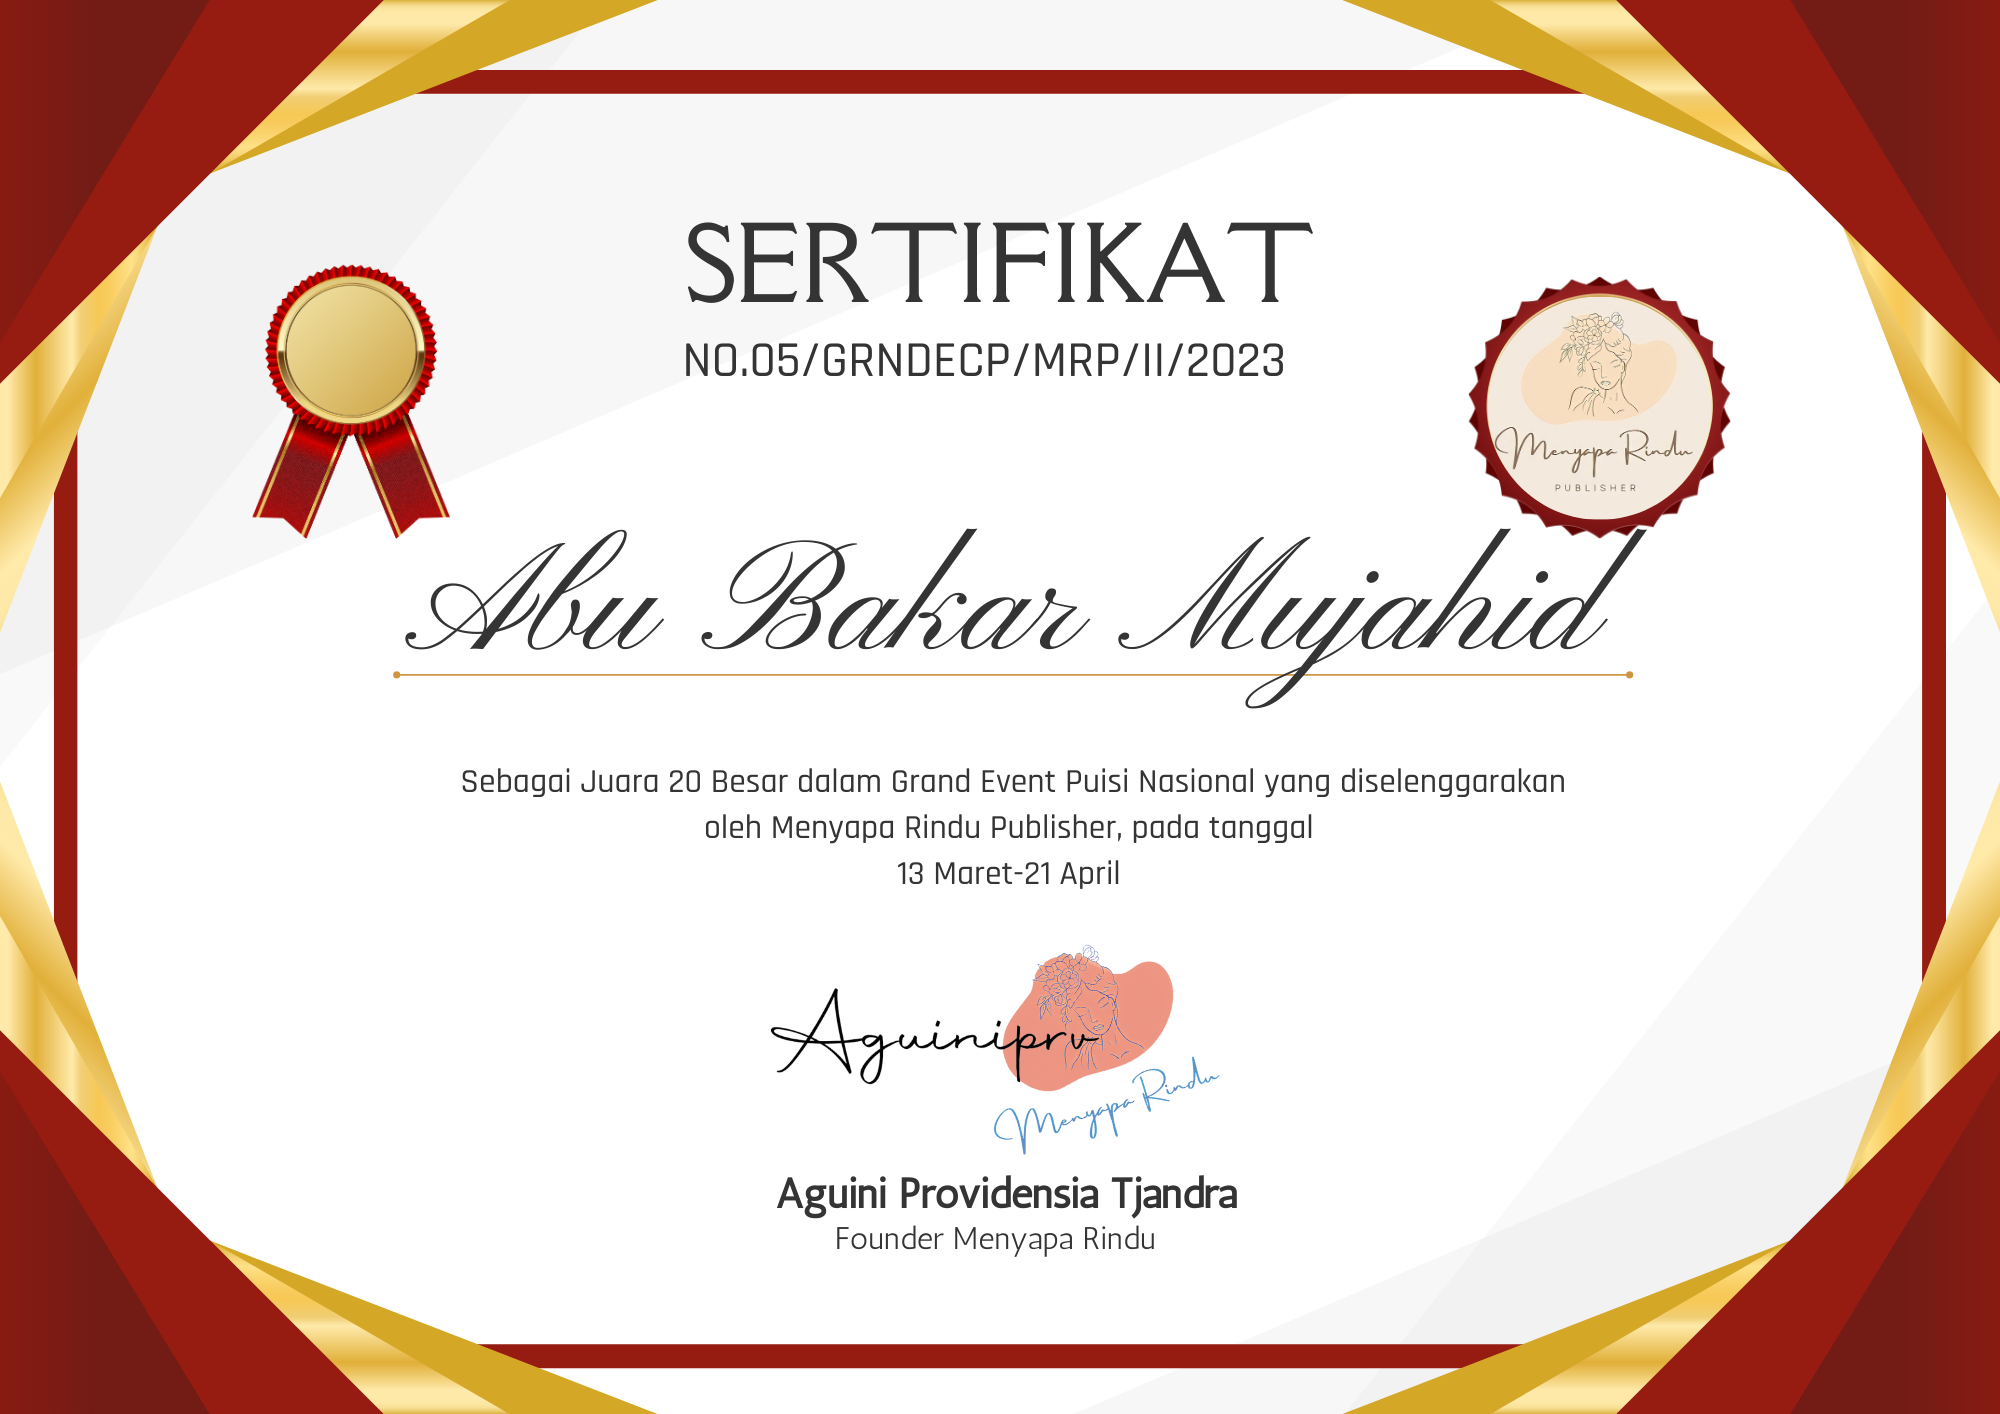 SERTIFIKAT
NO.05/GRNDECP/MRP/II/2023
Menyapa Rindu
PUBLISHER
Abu Bakar Mujahid
Sebagai Juara 20 Besar dalam Grand Event Puisi Nasional yang diselenggarakan
oleh Menyapa Rindu Publisher, pada tanggal
13 Maret-21 April
Aguiniprv
Menyapa Rindu
Aguini Providensia Tjandra
Founder Menyapa Rindu